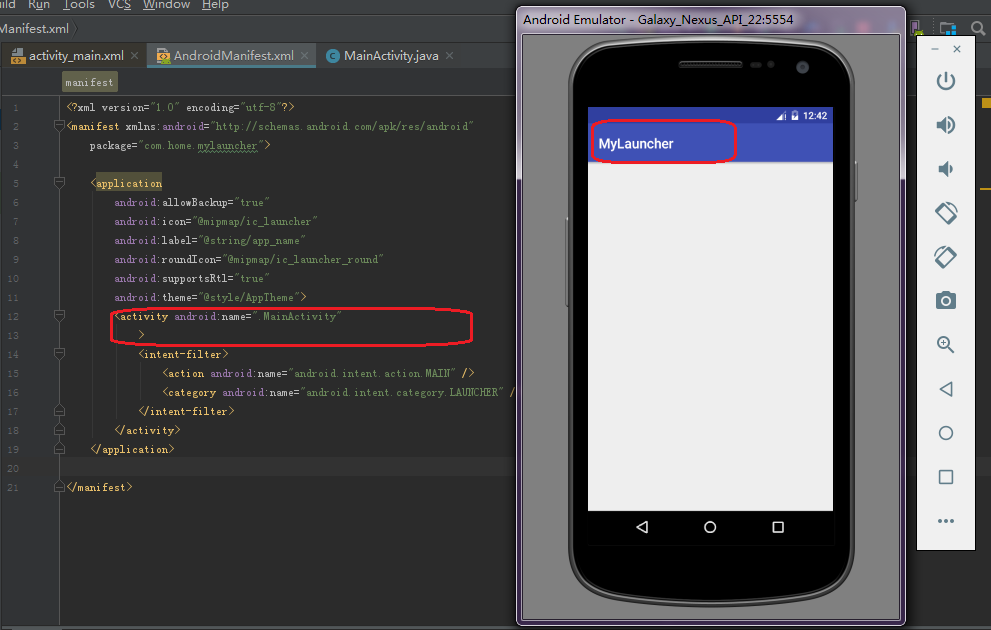 ild Run Tools VCS Window Help
Manifest.xml
activity_main.xml AndroidManifest.xml MainActivity.java
manifest
1 <?xml version="1.0" encoding="utf-8"?>
2 <manifest xmlns:android="http://schemas.android.com/apk/res/android"
3 package="com.home.mylauncher">
4
5 <application
6 android:allowBackup="true"
7 android:icon="@mipmap/ic_launcher"
8 android:label="@string/app_name"
9 android:roundIcon="@mipmap/ic_launcher_round"
10 android:supportsRtl="true"
11 android:theme="@style/AppTheme">
12 <activity android:name=".MainActivity"
13 >
14 <intent-filter>
15 <action android:name="android.intent.action.MAIN" />
16 <category android:name="android.intent.category.LAUNCHER" /
17 </intent-filter>
18 </activity>
19 </application>
20
21 </manifest>
Android Emulator - Galaxy_Nexus_API_22:5554
12:42
MyLauncher